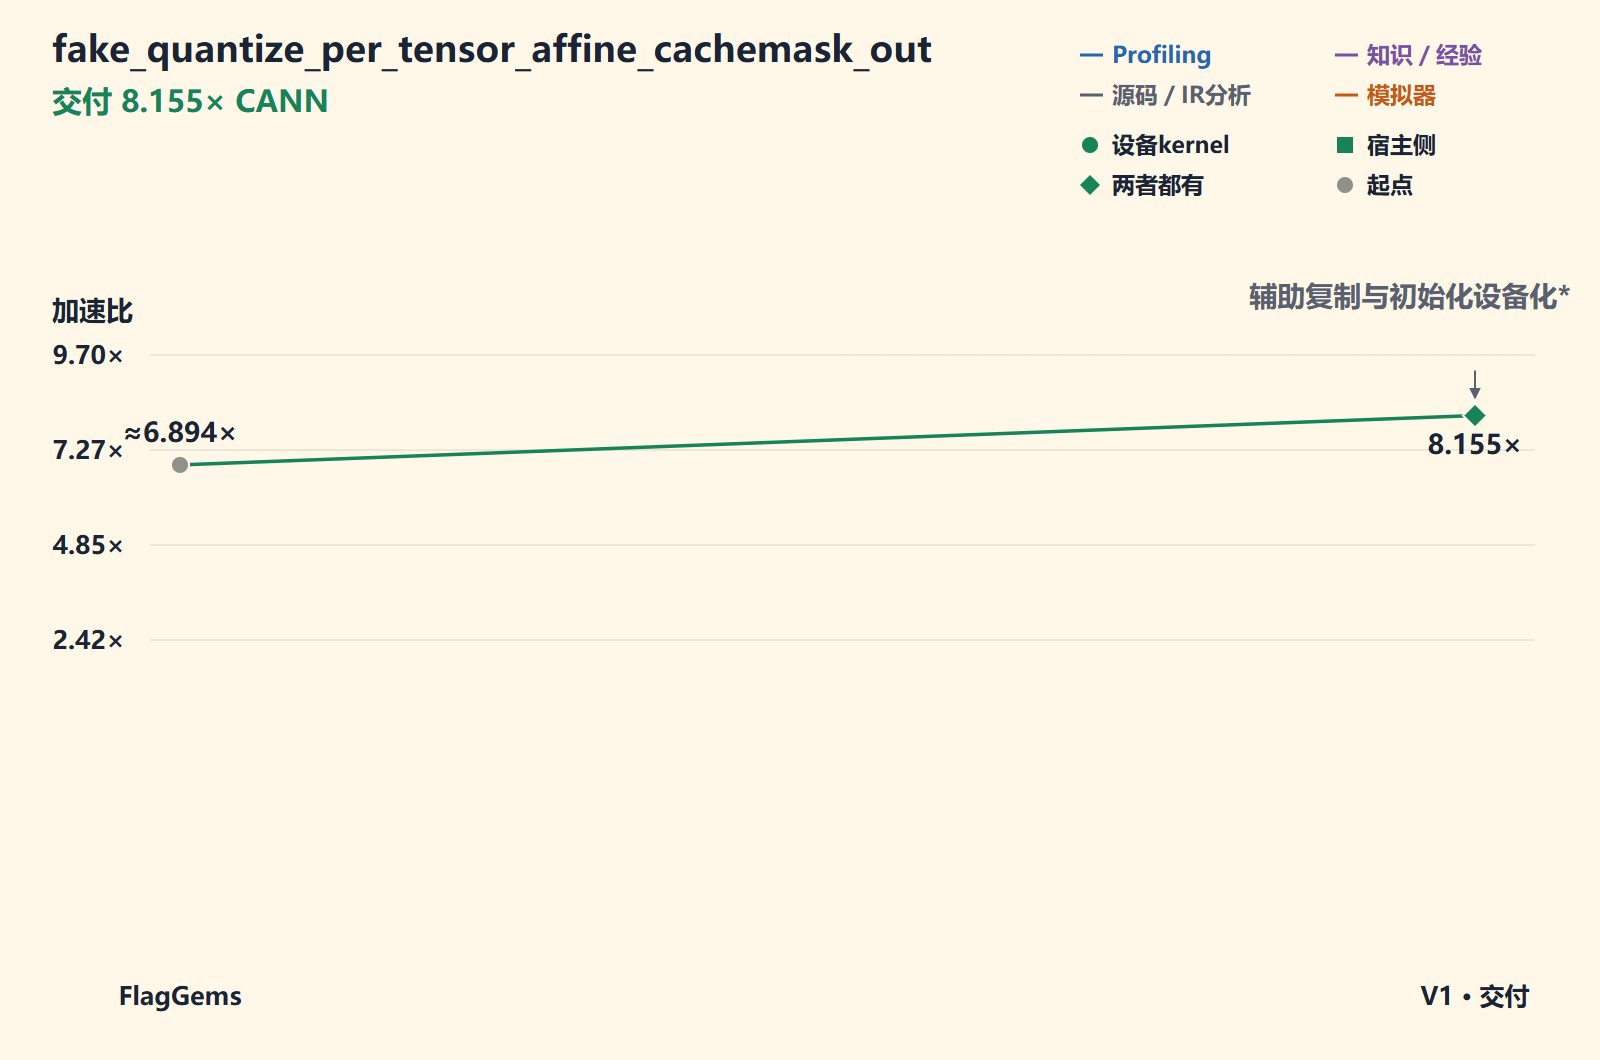 fake_quantize_per_tensor_affine_cachemask_out
交付 8.155× CANN
Profiling
知识 / 经验
源码 / IR分析
模拟器
设备kernel
宿主侧
两者都有
起点
辅助复制与初始化设备化*
加速比
9.70×
≈6.894×
7.27×
8.155×
4.85×
2.42×
FlagGems
V1 • 交付